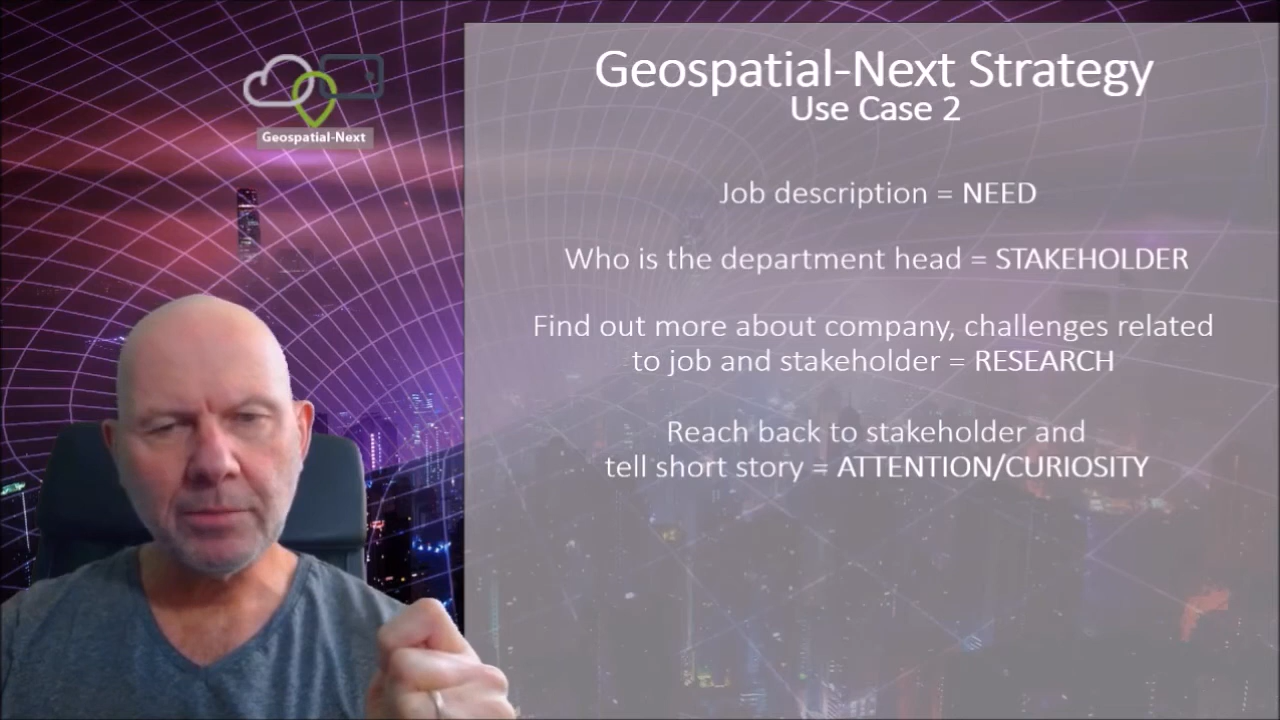 Geospatial-Next
Geospatial-Next Strategy
Use Case 2
Job description = NEED
Who is the department head = STAKEHOLDER
Find out more about company, challenges related
to job and stakeholder = RESEARCH
Reach back to stakeholder and
tell short story = ATTENTION/CURIOSITY